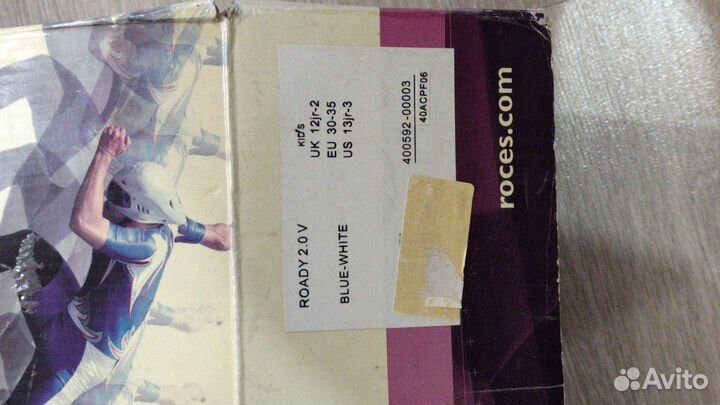 KID'S
UK 12jr-2
EU 30-35
US 13jr-3
400592-00003
40ACPF06
ROADY 2.0 V
BLUE-WHITE
roces.com
Avito